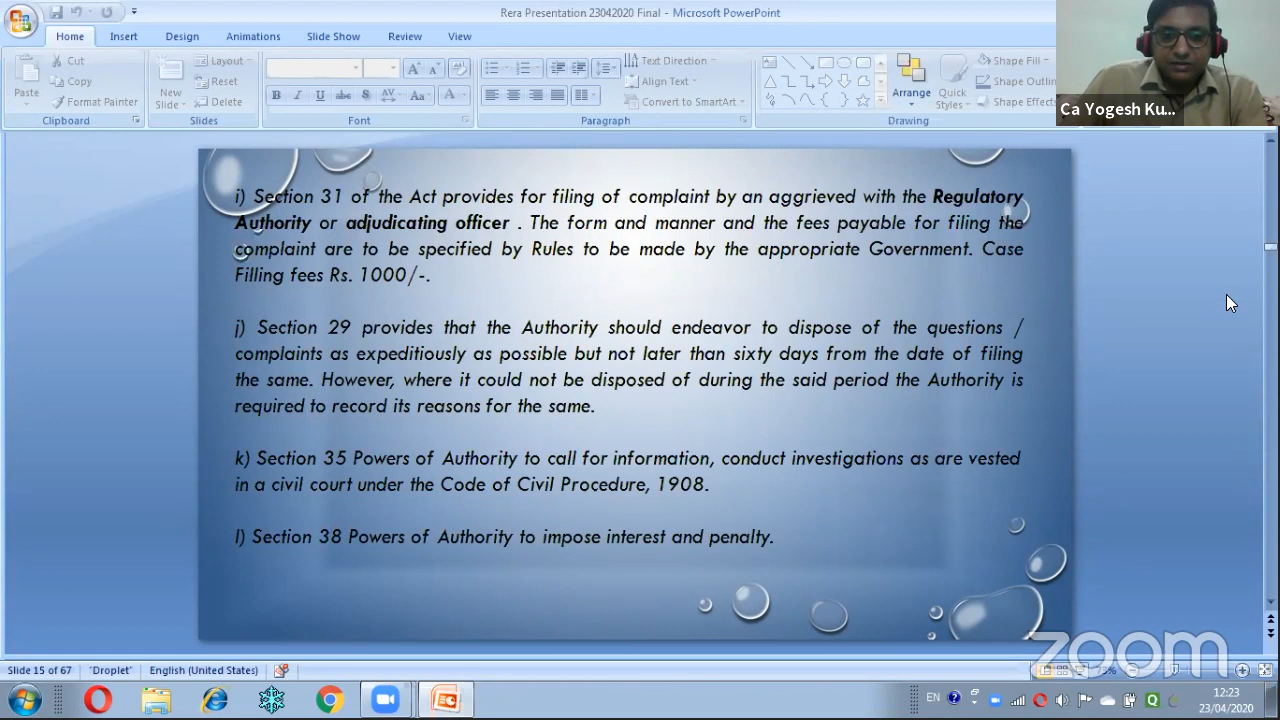 Rera Presentation 23042020 Final - Microsoft PowerPoint
Home Insert Design Animations Slide Show Review View
Paste
Cut
Copy
Format Painter
Clipboard
New Slide
Layout
Reset
Delete
Slides
Font
Text Direction
Align Text
Convert to SmartArt
Paragraph
Arrange
Quick Styles
Shape Fill
Shape Outlin
Shape Effects
Drawing
Ca Yogesh Ku...
i) Section 31 of the Act provides for filing of complaint by an aggrieved with the Regulatory
Authority or adjudicating officer . The form and manner and the fees payable for filing the
complaint are to be specified by Rules to be made by the appropriate Government. Case
Filling fees Rs. 1000/-.
j) Section 29 provides that the Authority should endeavor to dispose of the questions /
complaints as expeditiously as possible but not later than sixty days from the date of filing
the same. However, where it could not be disposed of during the said period the Authority is
required to record its reasons for the same.
k) Section 35 Powers of Authority to call for information, conduct investigations as are vested
in a civil court under the Code of Civil Procedure, 1908.
l) Section 38 Powers of Authority to impose interest and penalty.
zoom
Slide 15 of 67 "Droplet" English (United States)
EN
12:23
23/04/2020